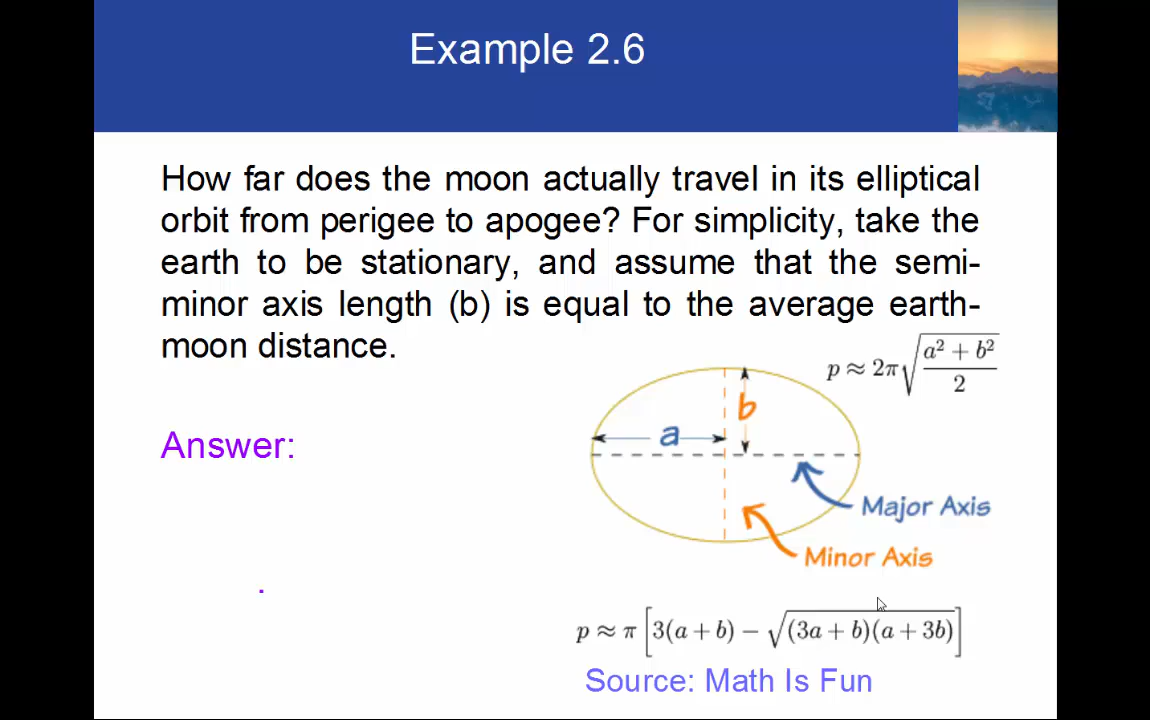 Example 2.6
How far does the moon actually travel in its elliptical
orbit from perigee to apogee? For simplicity, take the
earth to be stationary, and assume that the semi-
minor axis length (b) is equal to the average earth-
moon distance.
p ≈ 2π√((a² + b²)/2)
b
Answer:
a
Major Axis
Minor Axis
.
p ≈ π[3(a + b) − √((3a + b)(a + 3b))]
Source: Math Is Fun